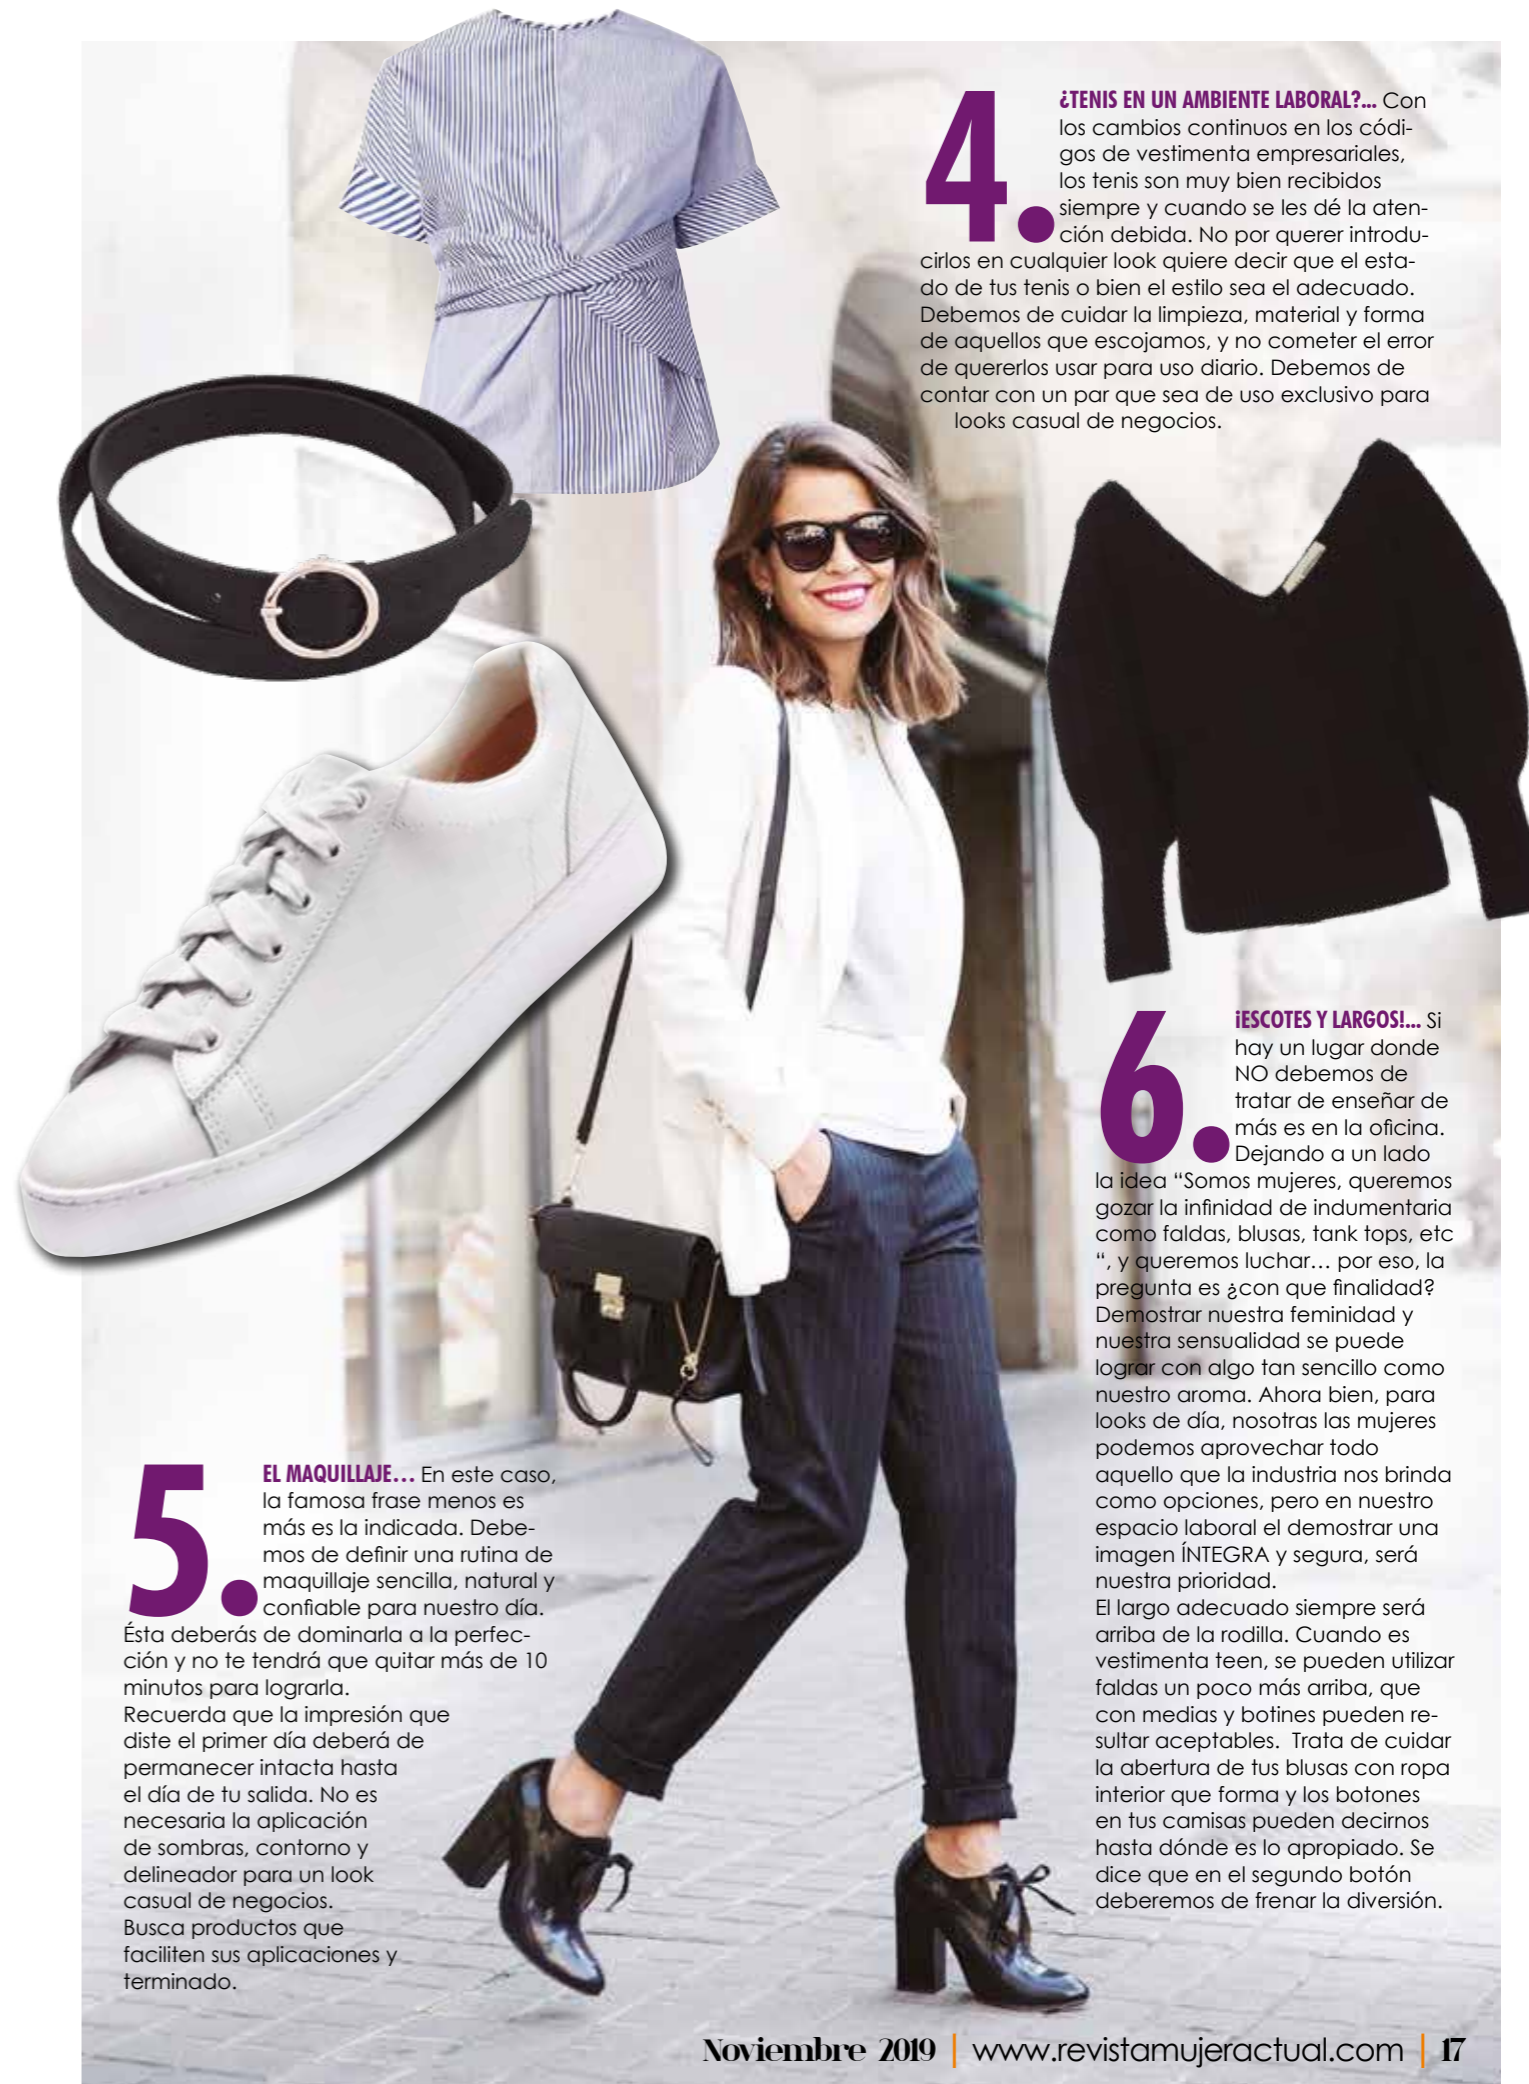 4.
¿TENIS EN UN AMBIENTE LABORAL?... Con
los cambios continuos en los códi-
gos de vestimenta empresariales,
los tenis son muy bien recibidos
siempre y cuando se les dé la aten-
ción debida. No por querer introdu-
cirlos en cualquier look quiere decir que el esta-
do de tus tenis o bien el estilo sea el adecuado.
Debemos de cuidar la limpieza, material y forma
de aquellos que escojamos, y no cometer el error
de quererlos usar para uso diario. Debemos de
contar con un par que sea de uso exclusivo para
looks casual de negocios.
5.
EL MAQUILLAJE... En este caso,
la famosa frase menos es
más es la indicada. Debe-
mos de definir una rutina de
maquillaje sencilla, natural y
confiable para nuestro día.
Ésta deberás de dominarla a la perfec-
ción y no te tendrá que quitar más de 10
minutos para lograrla.
Recuerda que la impresión que
diste el primer día deberá de
permanecer intacta hasta
el día de tu salida. No es
necesaria la aplicación
de sombras, contorno y
delineador para un look
casual de negocios.
Busca productos que
faciliten sus aplicaciones y
terminado.
6.
¡ESCOTES Y LARGOS!... Si
hay un lugar donde
NO debemos de
tratar de enseñar de
más es en la oficina.
Dejando a un lado
la idea “Somos mujeres, queremos
gozar la infinidad de indumentaria
como faldas, blusas, tank tops, etc
“, y queremos luchar... por eso, la
pregunta es ¿con que finalidad?
Demostrar nuestra feminidad y
nuestra sensualidad se puede
lograr con algo tan sencillo como
nuestro aroma. Ahora bien, para
looks de día, nosotras las mujeres
podemos aprovechar todo
aquello que la industria nos brinda
como opciones, pero en nuestro
espacio laboral el demostrar una
imagen ÍNTEGRA y segura, será
nuestra prioridad.
El largo adecuado siempre será
arriba de la rodilla. Cuando es
vestimenta teen, se pueden utilizar
faldas un poco más arriba, que
con medias y botines pueden re-
sultar aceptables.  Trata de cuidar
la abertura de tus blusas con ropa
interior que forma y los botones
en tus camisas pueden decirnos
hasta dónde es lo apropiado. Se
dice que en el segundo botón
deberemos de frenar la diversión.
Noviembre 2019 | www.revistamujeractual.com | 17